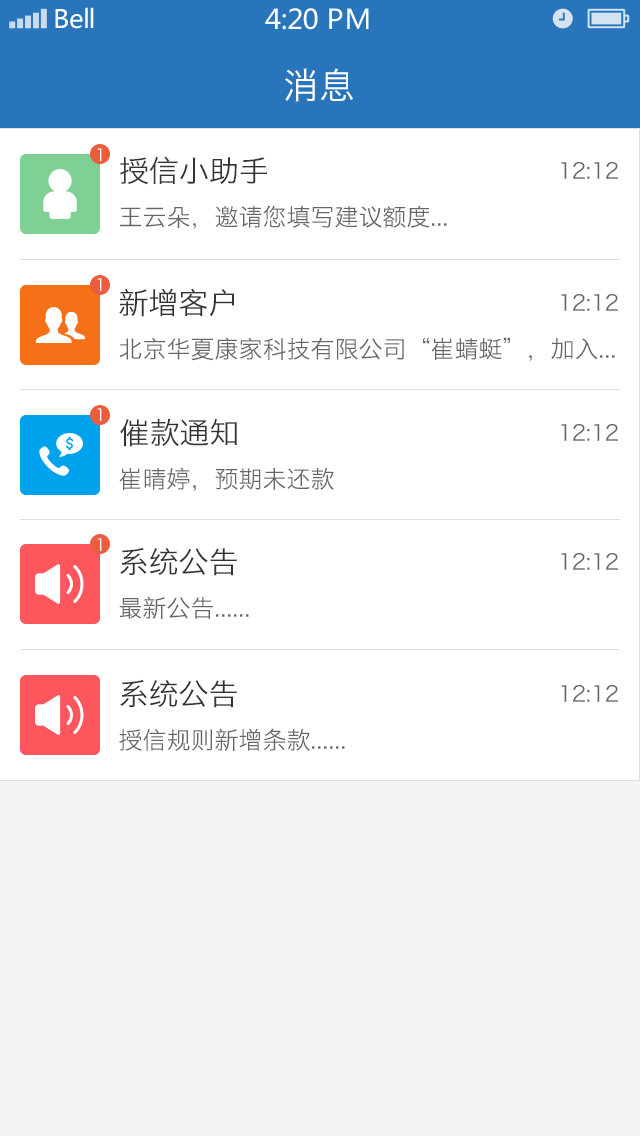 Bell 4:20 PM
消息
1
授信小助手 12:12
王云朵，邀请您填写建议额度...
1
新增客户 12:12
北京华夏康家科技有限公司“崔蜻蜓”，加入...
1
$
催款通知 12:12
崔晴婷，预期未还款
1
系统公告 12:12
最新公告......
系统公告 12:12
授信规则新增条款......